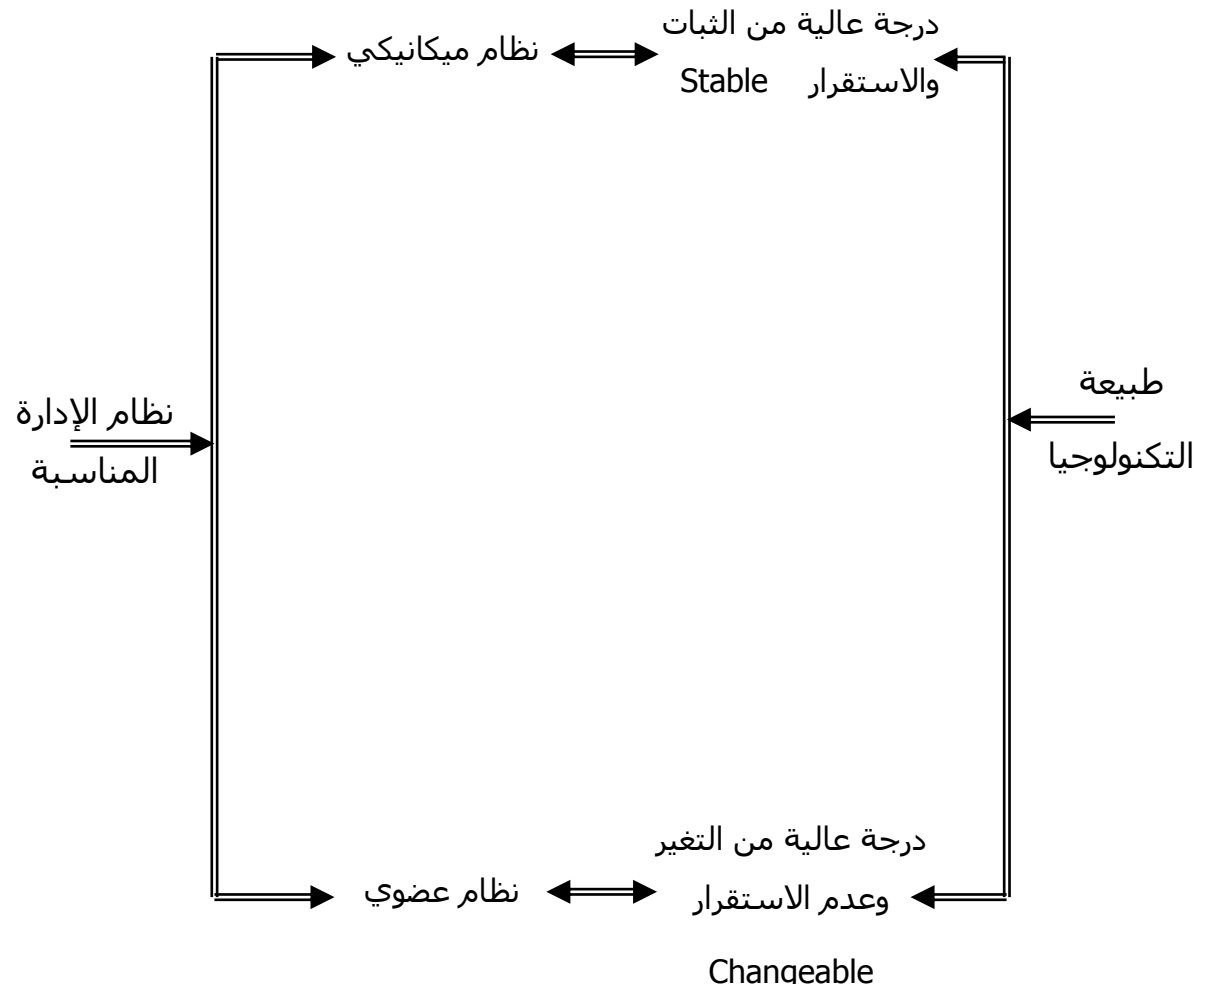 درجة عالية من الثبات
والاستقرار Stable
نظام ميكانيكي
طبيعة
التكنولوجيا
نظام الإدارة
المناسبة
درجة عالية من التغير
وعدم الاستقرار
Changeable
نظام عضوي